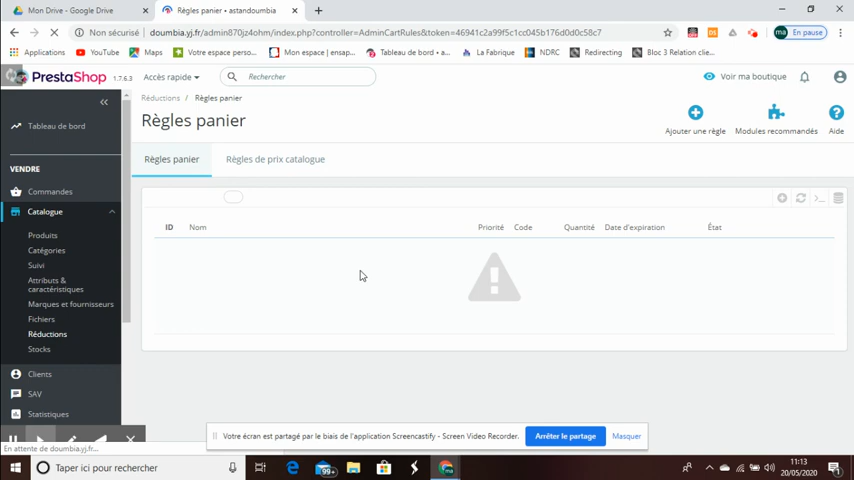 Mon Drive - Google Drive
Règles panier • astandoumbia
Non sécurisé
doumbia.yj.fr/admin870jz4ohm/index.php?controller=AdminCartRules&token=46941c2a99f5c1cc045b176d0d0c58c7
ma En pause
Applications
YouTube
Maps
Votre espace perso...
Mon espace | ensap...
Tableau de bord • a...
La Fabrique
NDRC
Redirecting
Bloc 3 Relation clie...
PrestaShop
1.7.6.3
Accès rapide
Rechercher
Voir ma boutique
Réductions / Règles panier
Règles panier
Ajouter une règle
Modules recommandés
Aide
Règles panier
Règles de prix catalogue
Tableau de bord
VENDRE
Commandes
Catalogue
Produits
Catégories
Suivi
Attributs &
caractéristiques
Marques et fournisseurs
Fichiers
Réductions
Stocks
Clients
SAV
Statistiques
ID Nom Priorité Code Quantité Date d'expiration État
Votre écran est partagé par le biais de l'application Screencastify - Screen Video Recorder.
Arrêter le partage
Masquer
En attente de doumbia.yj.fr...
Taper ici pour rechercher
99+
11:13
20/05/2020